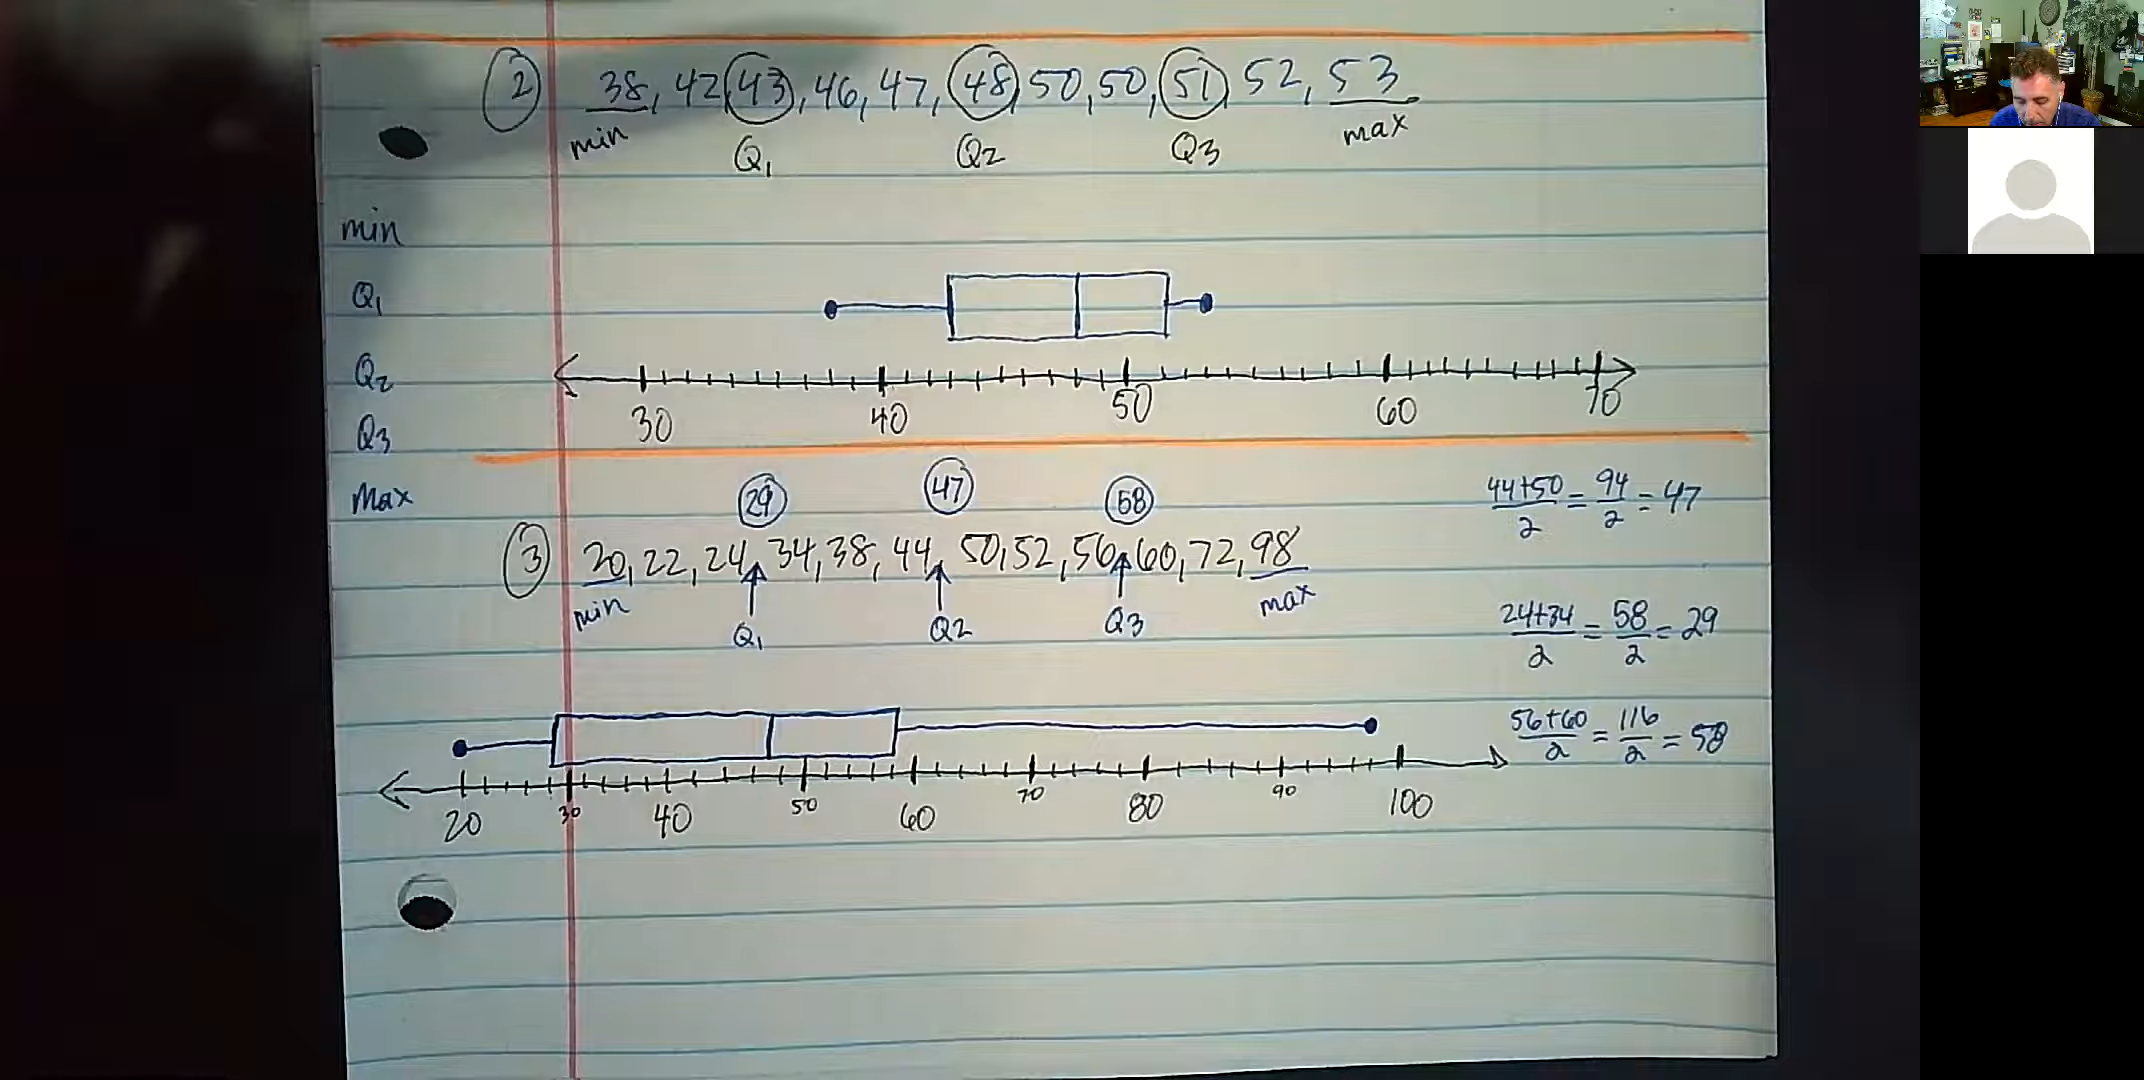 2 38, 42, 43, 46, 47, 48, 50, 50, 51, 52, 53
min Q1 Q2 Q3 max
min
Q1
Q2
30 40 50 60 70
Q3
Max
29 47 58
44+50/2 = 94/2 = 47
3 20, 22, 24, 34, 38, 44, 50, 52, 56, 60, 72, 98
min Q1 Q2 Q3 max
24+34/2 = 58/2 = 29
56+60/2 = 116/2 = 58
20 30 40 50 60 70 80 90 100